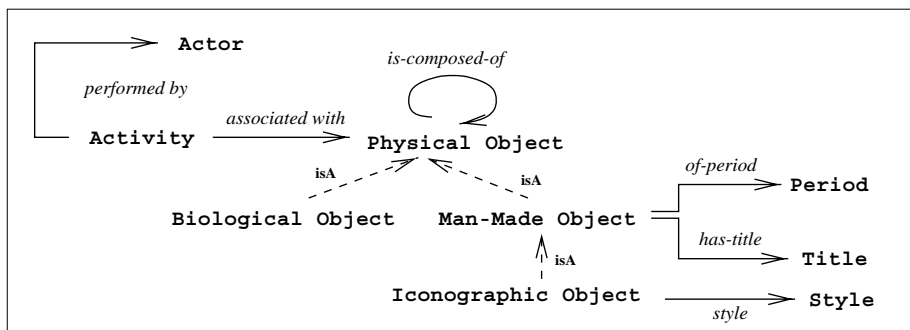 Actor
is-composed-of
performed by
Activity
associated with
Physical Object
isA
isA
of-period
Period
Biological Object
Man-Made Object
has-title
isA
Title
Iconographic Object
style
Style